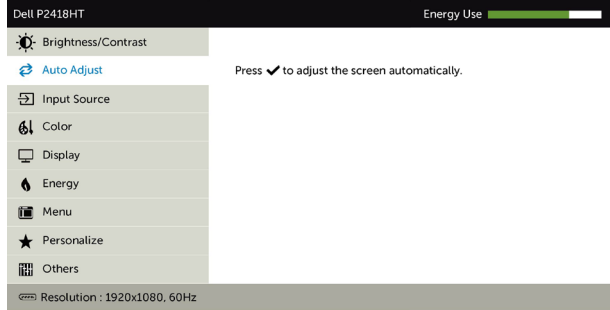 Dell P2418HT
Energy Use
Brightness/Contrast
Auto Adjust
Press ✔ to adjust the screen automatically.
Input Source
Color
Display
Energy
Menu
Personalize
Others
Resolution : 1920x1080, 60Hz